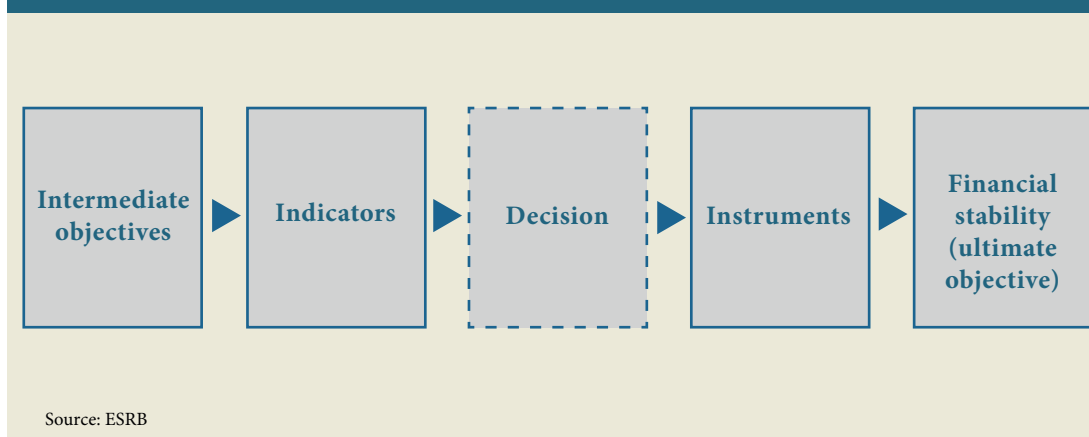 Intermediate
objectives
Indicators
Decision
Instruments
Financial
stability
(ultimate
objective)
Source: ESRB